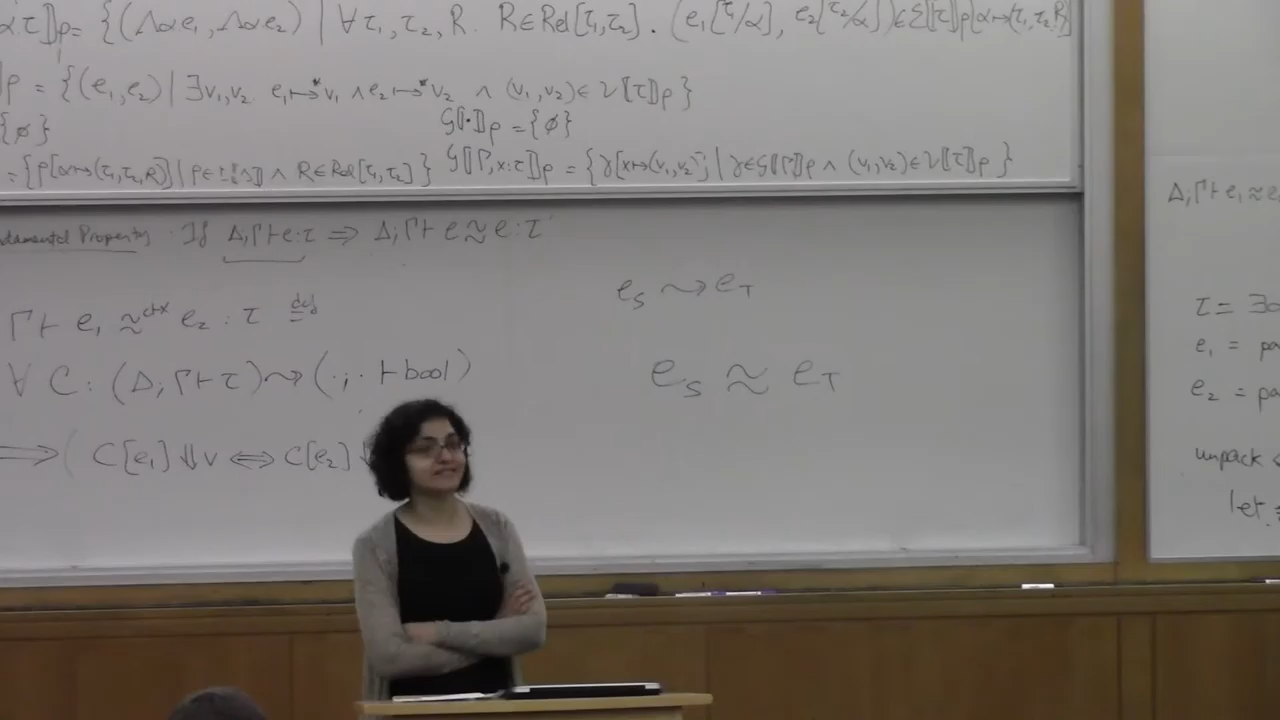 α.τ⟧ρ = {(Λα.e₁, Λα.e₂) | ∀τ₁,τ₂,R. R∈Rel[τ₁,τ₂]. (e₁[τ₁/α], e₂[τ₂/α])∈ℰ⟦τ⟧ρ[α↦(τ₁,τ₂,R)]
⟧ρ = {(e₁,e₂) | ∃v₁,v₂. e₁↦*v₁ ∧ e₂↦*v₂ ∧ (v₁,v₂)∈𝒱⟦τ⟧ρ}
{∅} 𝒢⟦·⟧ρ = {∅}
= {ρ[α↦(τ₁,τ₂,R)] | ρ∈𝒟⟦Δ⟧ ∧ R∈Rel[τ₁,τ₂]} 𝒢⟦Γ,x:τ⟧ρ = {γ[x↦(v₁,v₂)] | γ∈𝒢⟦Γ⟧ρ ∧ (v₁,v₂)∈𝒱⟦τ⟧ρ}
ndamental Property : If Δ;Γ⊢e:τ ⇒ Δ;Γ⊢e≈e:τ
Γ⊢ e₁ ≈ctx e₂ : τ def=
∀ C : (Δ;Γ⊢τ) ⇝ (·;·⊢bool)
⟹ ( C[e₁]⇓v ⟺ C[e₂]⇓
e_S ⇝ e_T
e_S ≈ e_T
Δ;Γ⊢e₁≈e
τ = ∃α
e₁ = pa
e₂ = pa
unpack <
let